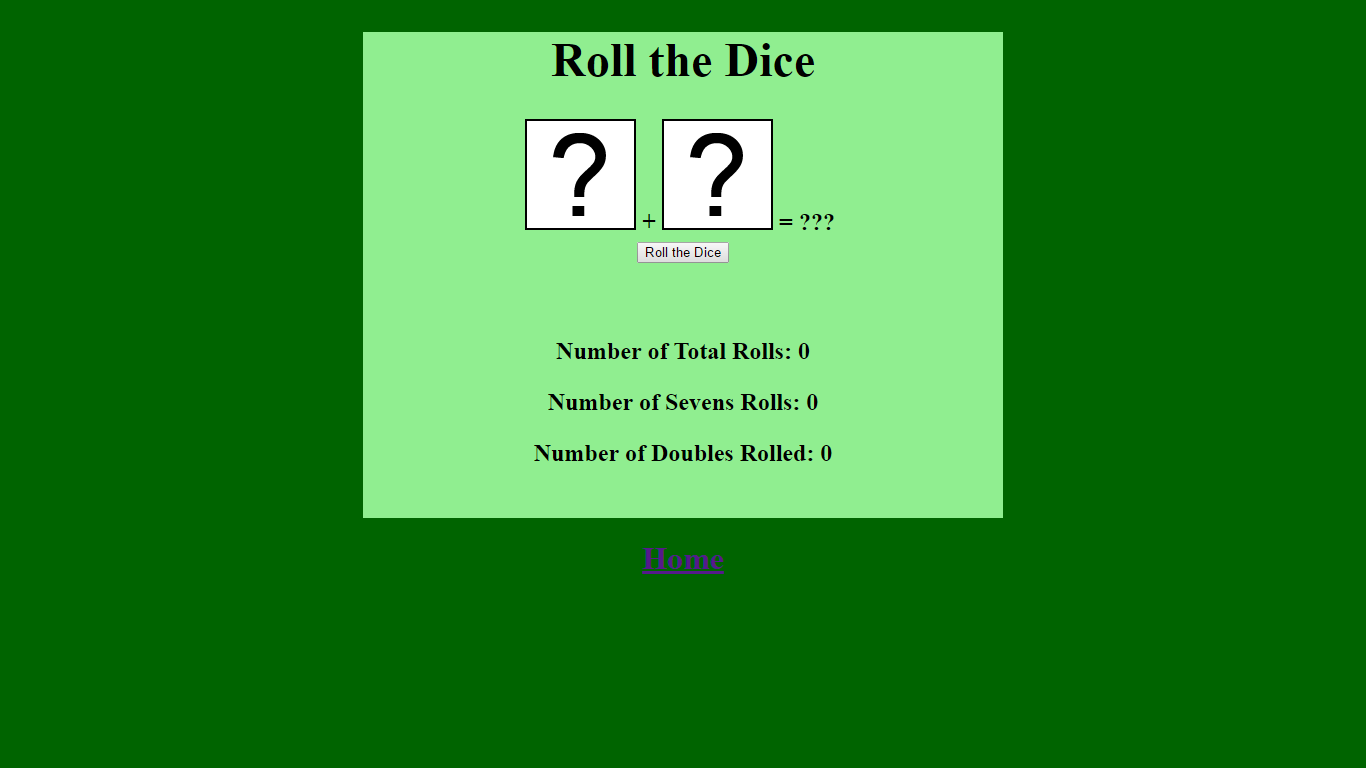 Roll the Dice
? + ? = ???
Roll the Dice
Number of Total Rolls: 0
Number of Sevens Rolls: 0
Number of Doubles Rolled: 0
Home